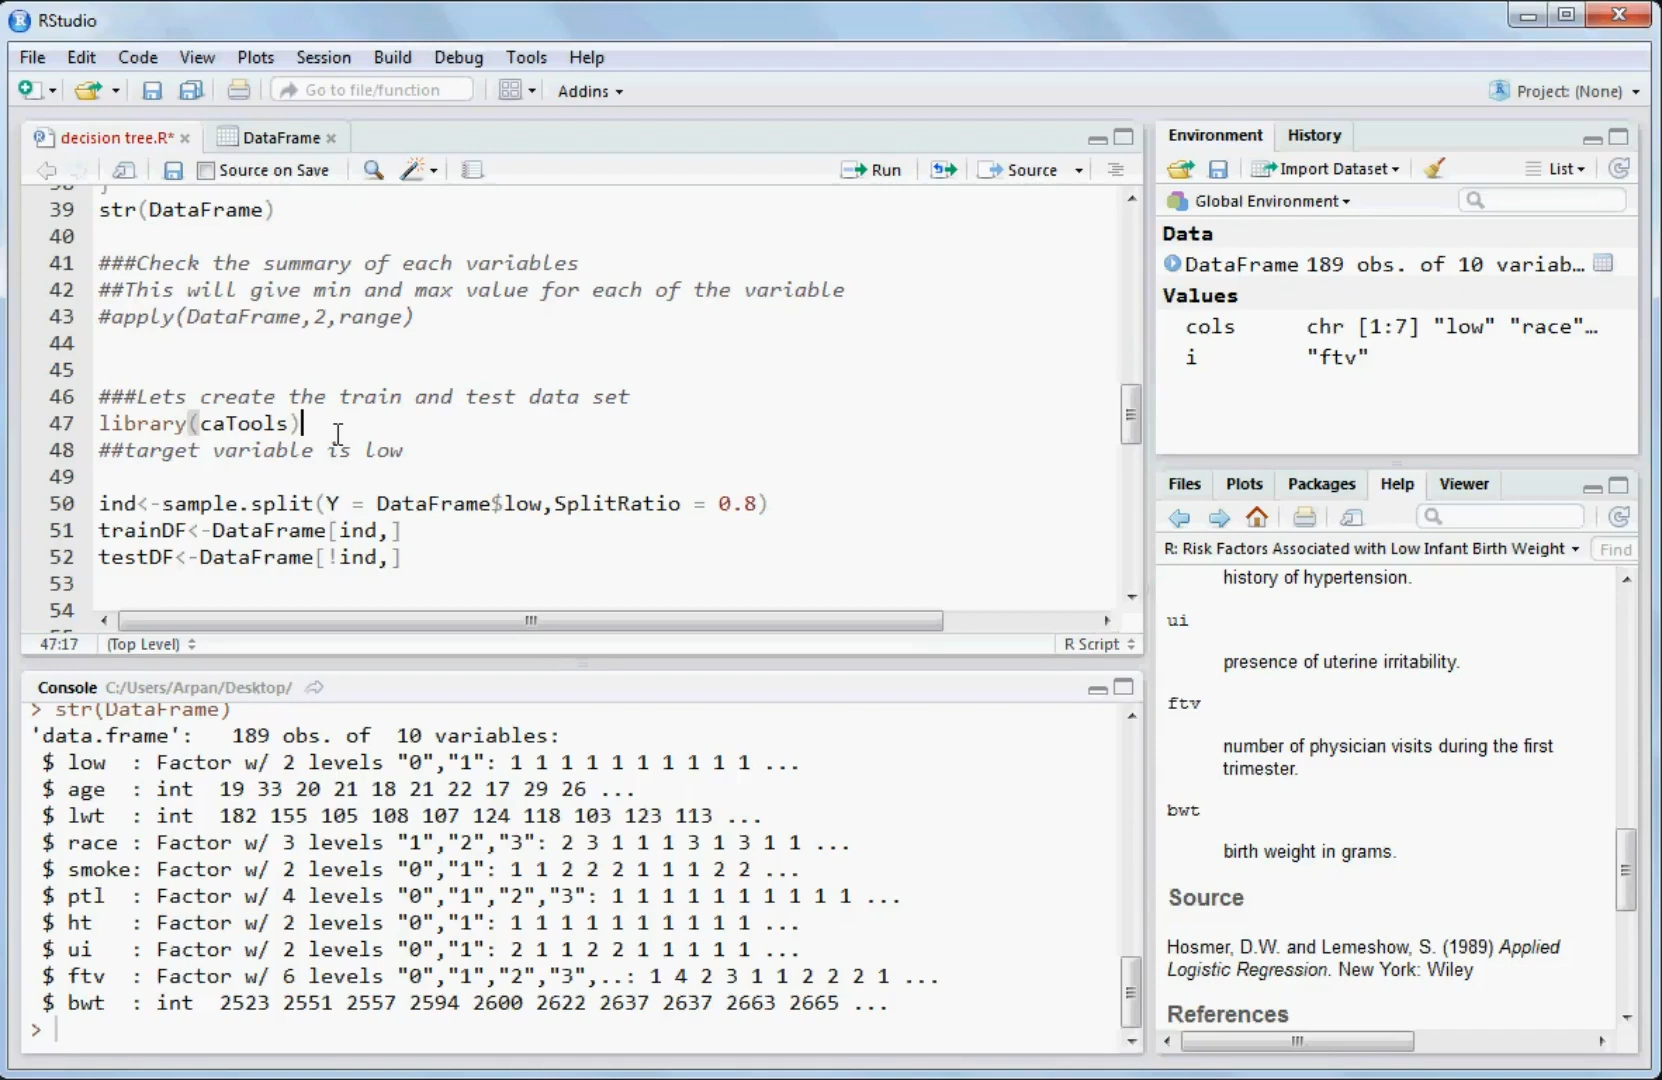 RStudio
File Edit Code View Plots Session Build Debug Tools Help
Go to file/function Addins Project: (None)
decision tree.R* DataFrame
Source on Save Run Source
39 str(DataFrame)
40
41 ###Check the summary of each variables
42 ##This will give min and max value for each of the variable
43 #apply(DataFrame,2,range)
44
45
46 ###Lets create the train and test data set
47 library(caTools)
48 ##target variable is low
49
50 ind<-sample.split(Y = DataFrame$low,SplitRatio = 0.8)
51 trainDF<-DataFrame[ind,]
52 testDF<-DataFrame[!ind,]
53
54
47:17 (Top Level) R Script
Console C:/Users/Arpan/Desktop/
> str(DataFrame)
'data.frame': 189 obs. of 10 variables:
$ low : Factor w/ 2 levels "0","1": 1 1 1 1 1 1 1 1 1 1 ...
$ age : int 19 33 20 21 18 21 22 17 29 26 ...
$ lwt : int 182 155 105 108 107 124 118 103 123 113 ...
$ race : Factor w/ 3 levels "1","2","3": 2 3 1 1 1 3 1 3 1 1 ...
$ smoke: Factor w/ 2 levels "0","1": 1 1 2 2 2 1 1 1 2 2 ...
$ ptl : Factor w/ 4 levels "0","1","2","3": 1 1 1 1 1 1 1 1 1 1 ...
$ ht : Factor w/ 2 levels "0","1": 1 1 1 1 1 1 1 1 1 1 ...
$ ui : Factor w/ 2 levels "0","1": 2 1 1 2 2 1 1 1 1 1 ...
$ ftv : Factor w/ 6 levels "0","1","2","3",..: 1 4 2 3 1 1 2 2 2 1 ...
$ bwt : int 2523 2551 2557 2594 2600 2622 2637 2637 2663 2665 ...
>
Environment History
Import Dataset List
Global Environment
Data
DataFrame 189 obs. of 10 variab…
Values
cols chr [1:7] "low" "race"…
i "ftv"
Files Plots Packages Help Viewer
R: Risk Factors Associated with Low Infant Birth Weight Find
history of hypertension.
ui
presence of uterine irritability.
ftv
number of physician visits during the first
trimester.
bwt
birth weight in grams.
Source
Hosmer, D.W. and Lemeshow, S. (1989) Applied
Logistic Regression. New York: Wiley
References